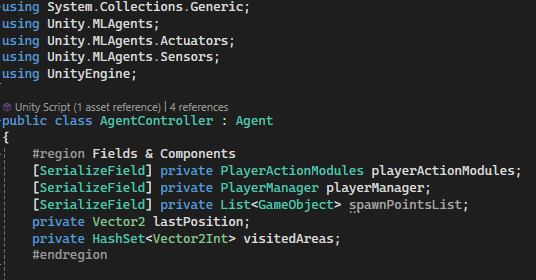 using System.Collections.Generic;
using Unity.MLAgents;
using Unity.MLAgents.Actuators;
using Unity.MLAgents.Sensors;
using UnityEngine;
Unity Script (1 asset reference) | 4 references
public class AgentController : Agent
{
#region Fields & Components
[SerializeField] private PlayerActionModules playerActionModules;
[SerializeField] private PlayerManager playerManager;
[SerializeField] private List<GameObject> spawnPointsList;
private Vector2 lastPosition;
private HashSet<Vector2Int> visitedAreas;
#endregion